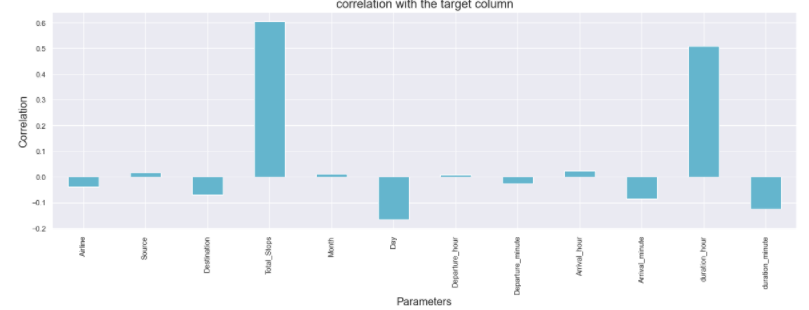 correlation with the target column
0.6
0.5
0.4
0.3
0.2
0.1
0.0
−0.1
−0.2
Correlation
Airline
Source
Destination
Total_Stops
Month
Day
Departure_hour
Departure_minute
Arrival_hour
Arrival_minute
duration_hour
duration_minute
Parameters